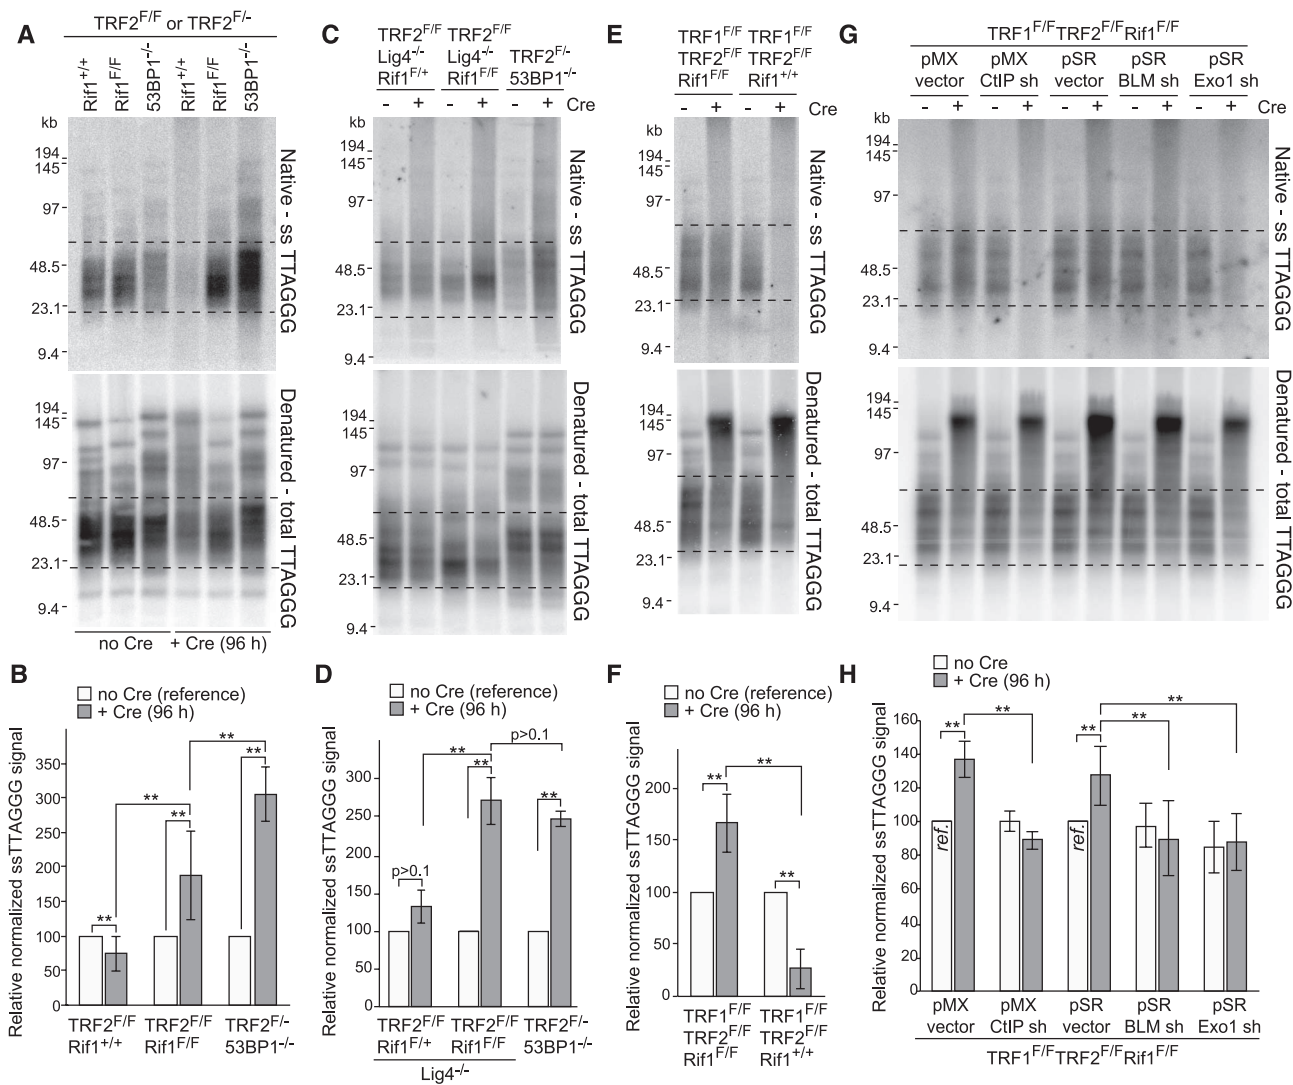 A
TRF2F/F or TRF2F/-
Rif1+/+
Rif1F/F
53BP1-/-
Rif1+/+
Rif1F/F
53BP1-/-
kb
194
145
97
48.5
23.1
9.4
Native - ss TTAGGG
194
145
97
48.5
23.1
9.4
Denatured - total TTAGGG
no Cre + Cre (96 h)
C
TRF2F/F TRF2F/F
Lig4-/- Lig4-/- TRF2F/-
Rif1F/+ Rif1F/F 53BP1-/-
- + - + - + Cre
kb
194
145
97
48.5
23.1
9.4
Native - ss TTAGGG
194
145
97
48.5
23.1
9.4
Denatured - total TTAGGG
E
TRF1F/F TRF1F/F
TRF2F/F TRF2F/F
Rif1F/F Rif1+/+
- + - + Cre
kb
194
145
97
48.5
23.1
9.4
Native - ss TTAGGG
194
145
97
48.5
23.1
9.4
Denatured - total TTAGGG
G
TRF1F/FTRF2F/FRif1F/F
pMX pMX pSR pSR pSR
vector CtIP sh vector BLM sh Exo1 sh
- + - + - + - + - + Cre
kb
194
145
97
48.5
23.1
9.4
Native - ss TTAGGG
194
145
97
48.5
23.1
9.4
Denatured - total TTAGGG
B
no Cre (reference)
+ Cre (96 h)
Relative normalized ssTTAGGG signal
350
300
250
200
150
100
50
0
**
**
**
**
**
TRF2F/F TRF2F/F TRF2F/-
Rif1+/+ Rif1F/F 53BP1-/-
D
no Cre (reference)
+ Cre (96 h)
Relative normalized ssTTAGGG signal
300
250
200
150
100
50
0
p>0.1
**
**
**
p>0.1
TRF2F/F TRF2F/F TRF2F/-
Rif1F/+ Rif1F/F 53BP1-/-
Lig4-/-
F
no Cre (reference)
+ Cre (96 h)
Relative normalized ssTTAGGG signal
200
150
100
50
0
**
**
**
TRF1F/F TRF1F/F
TRF2F/F TRF2F/F
Rif1F/F Rif1+/+
H
no Cre
+ Cre (96 h)
Relative normalized ssTTAGGG signal
160
140
120
100
80
60
40
20
0
**
**
**
**
**
ref.
ref.
pMX pMX pSR pSR pSR
vector CtIP sh vector BLM sh Exo1 sh
TRF1F/FTRF2F/FRif1F/F